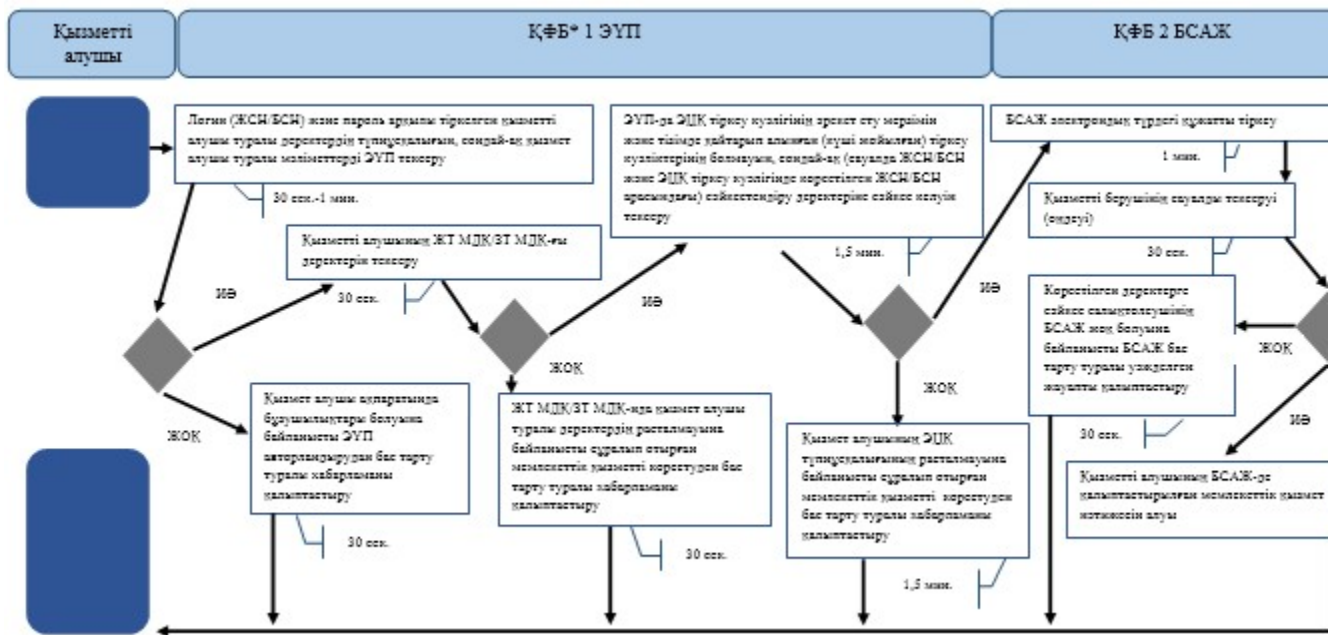 Қызметті
алушы
ҚФБ* 1 ЭҮП
ҚФБ 2 БСАЖ
Логин (ЖСН/БСН) және пароль арқылы тіркелген қызметті
алушы туралы деректердің түпнұсқалығын, сондай-ақ қызмет
алушы туралы мәліметтерді ЭҮП тексеру
30 сек.-1 мин.
Қызметті алушының ЖТ МДҚ/ЗТ МДҚ-ғы
деректерін тексеру
30 сек.
ИӘ
ЖОҚ
Қызмет алушы ақпаратында
бұзушылықтары болуына
байланысты ЭҮП
авторландырудан бас тарту
туралы хабарламаны
қалыптастыру
30 сек.
ЭҮП-да ЭЦҚ тіркеу куәлігінің әрекет ету мерзімін
және тізімде қайтарып алынған (күші жойылған) тіркеу
куәліктерінің болмауын, сондай-ақ (сауалда ЖСН/БСН
және ЭЦҚ тіркеу куәлігінде көрсетілген ЖСН/БСН
арасындағы) сәйкестендіру деректеріне сәйкес келуін
тексеру
1,5 мин.
ИӘ
ЖОҚ
ЖТ МДҚ/ЗТ МДҚ-нда қызмет алушы
туралы деректердің расталмауына
байланысты сұралып отырған
мемлекеттік қызметті көрсетуден бас
тарту туралы хабарламаны
қалыптастыру
30 сек.
ИӘ
ЖОҚ
Қызмет алушының ЭЦҚ
түпнұсқалығының расталмауына
байланысты сұралып отырған
мемлекеттік қызметті көрсетуден
бас тарту туралы хабарламаны
қалыптастыру
1,5 мин.
БСАЖ электрондық түрдегі құжатты тіркеу
1 мин.
Қызметті берушінің сауалды тексеруі
(өңдеуі)
30 сек.
Көрсетілген деректерге
сәйкес салықтөлеушінің
БСАЖ жоқ болуына
байланысты БСАЖ бас
тарту туралы уәжделген
жауапты қалыптастыру
30 сек.
ЖОҚ
ИӘ
Қызметті алушының БСАЖ-де
қалыптастырылған мемлекеттік қызмет
нәтижесін алуы